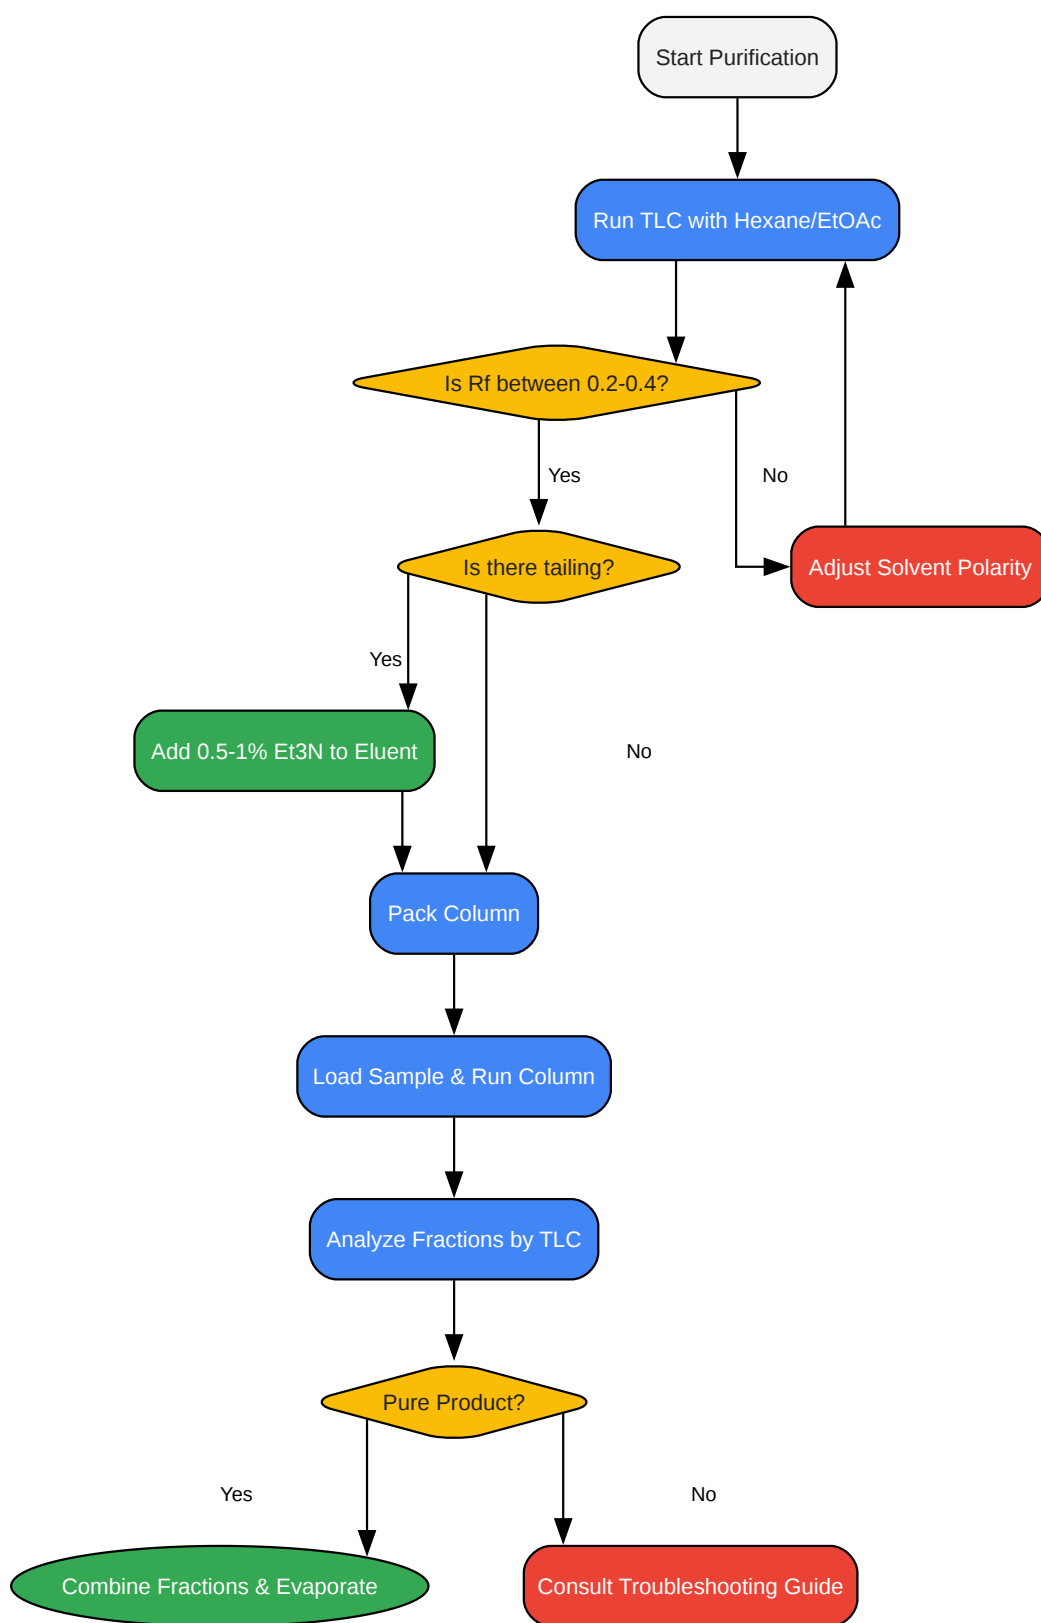 Start Purification
Run TLC with Hexane/EtOAc
Is Rf between 0.2-0.4?
Yes
No
Is there tailing?
Adjust Solvent Polarity
Yes
Add 0.5-1% Et3N to Eluent
No
Pack Column
Load Sample & Run Column
Analyze Fractions by TLC
Pure Product?
Yes
No
Combine Fractions & Evaporate
Consult Troubleshooting Guide